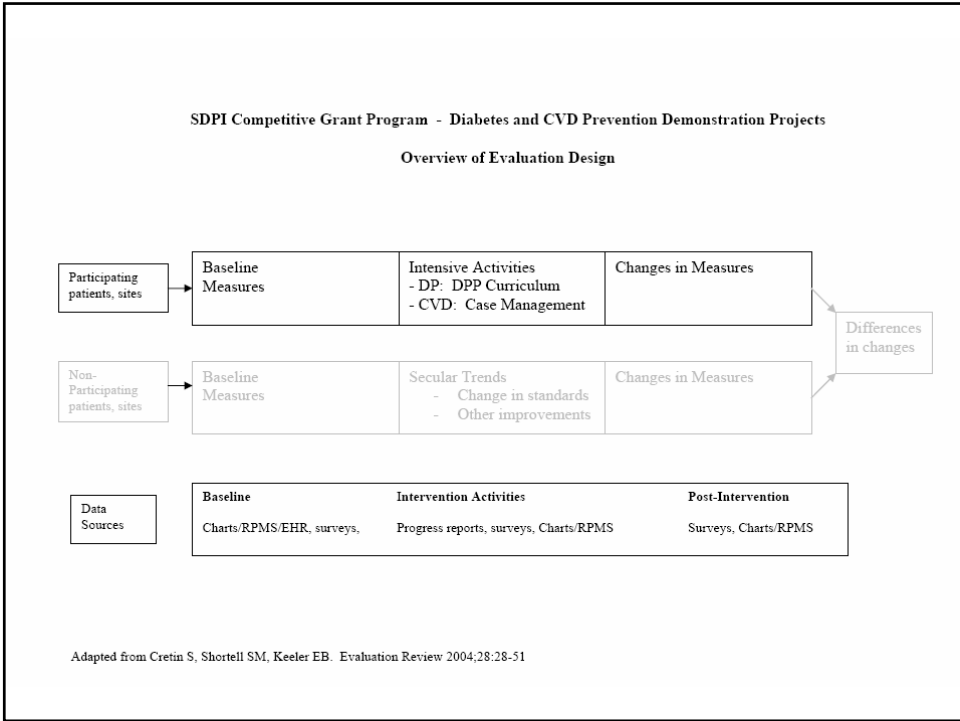 SDPI Competitive Grant Program - Diabetes and CVD Prevention Demonstration Projects
Overview of Evaluation Design
Participating
patients, sites
Baseline
Measures
Intensive Activities
- DP: DPP Curriculum
- CVD: Case Management
Changes in Measures
Differences
in changes
Non-
Participating
patients, sites
Baseline
Measures
Secular Trends
- Change in standards
- Other improvements
Changes in Measures
Data
Sources
Baseline
Charts/RPMS/EHR, surveys,
Intervention Activities
Progress reports, surveys, Charts/RPMS
Post-Intervention
Surveys, Charts/RPMS
Adapted from Cretin S, Shortell SM, Keeler EB. Evaluation Review 2004;28:28-51